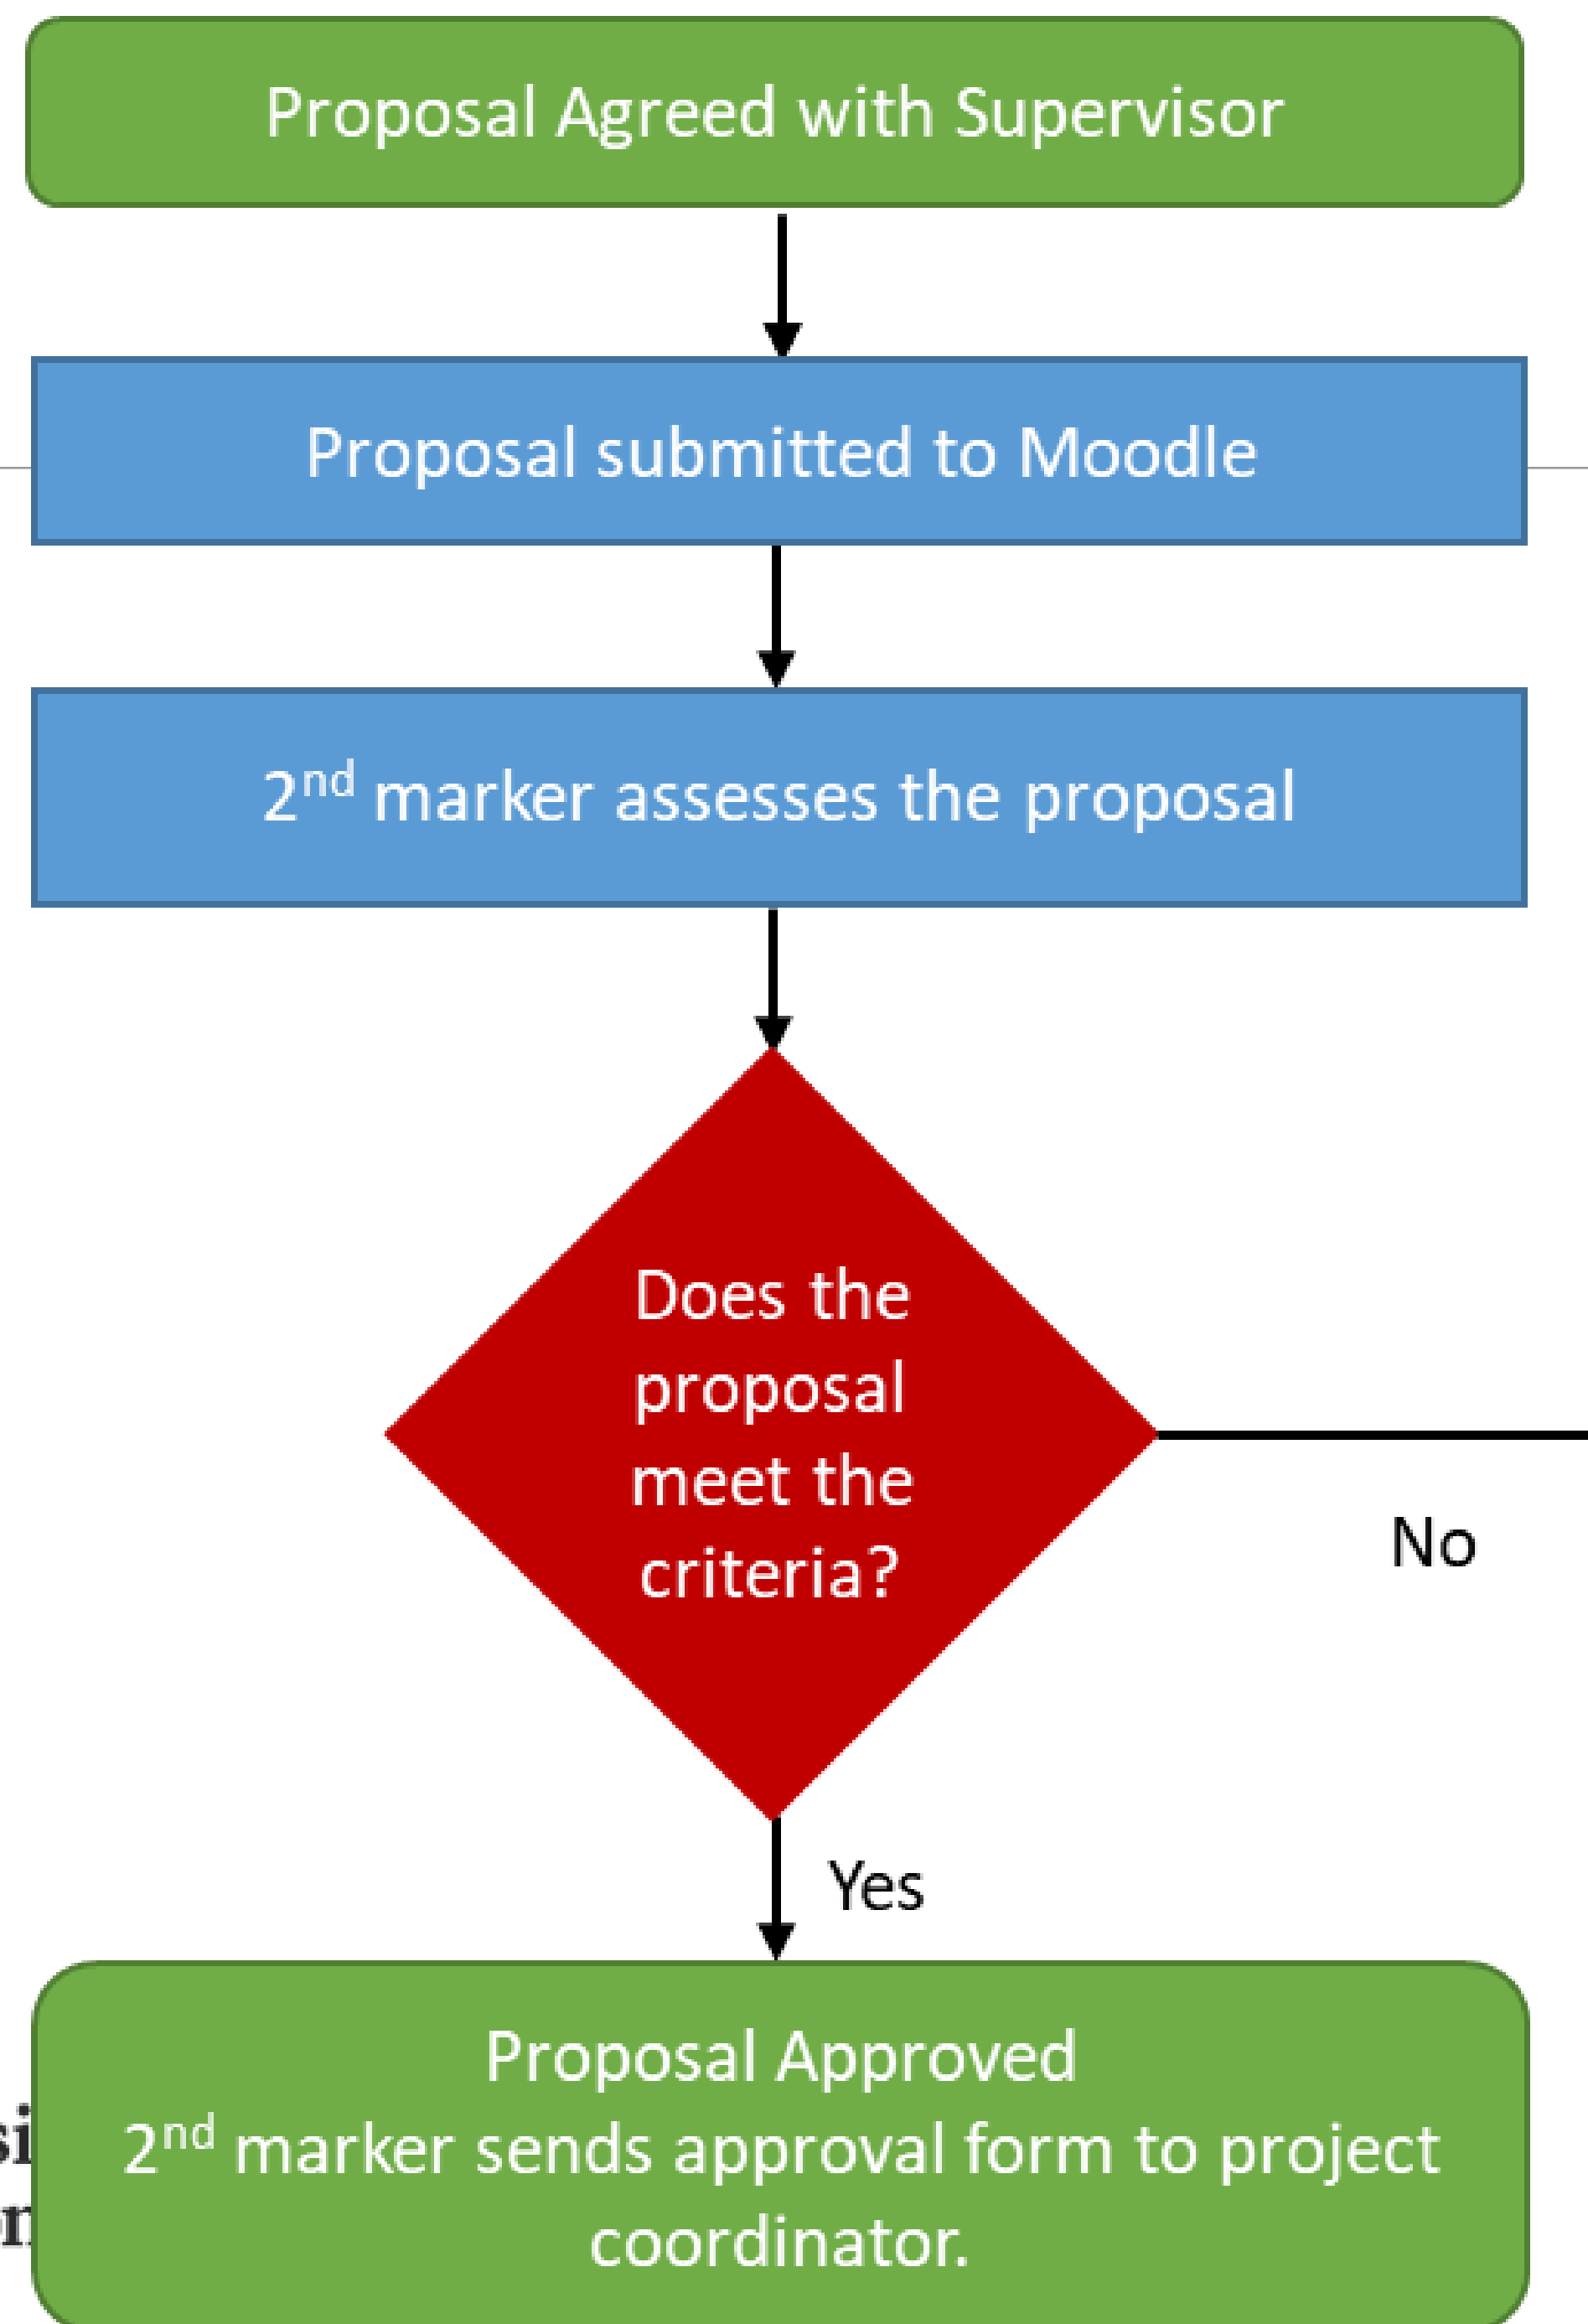 Proposal Agreed with Supervisor
Proposal submitted to Moodle
2nd marker assesses the proposal
Does the
proposal
meet the
criteria?
No
Yes
Proposal Approved
2nd marker sends approval form to project
coordinator.